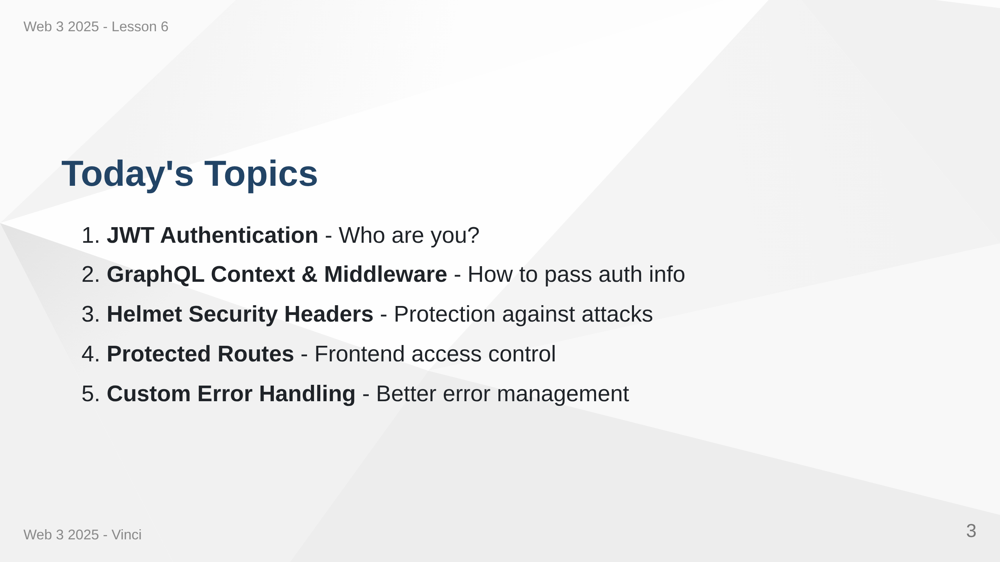 Web 3 2025 - Lesson 6
Today's Topics
1. JWT Authentication - Who are you?
2. GraphQL Context & Middleware - How to pass auth info
3. Helmet Security Headers - Protection against attacks
4. Protected Routes - Frontend access control
5. Custom Error Handling - Better error management
Web 3 2025 - Vinci
3